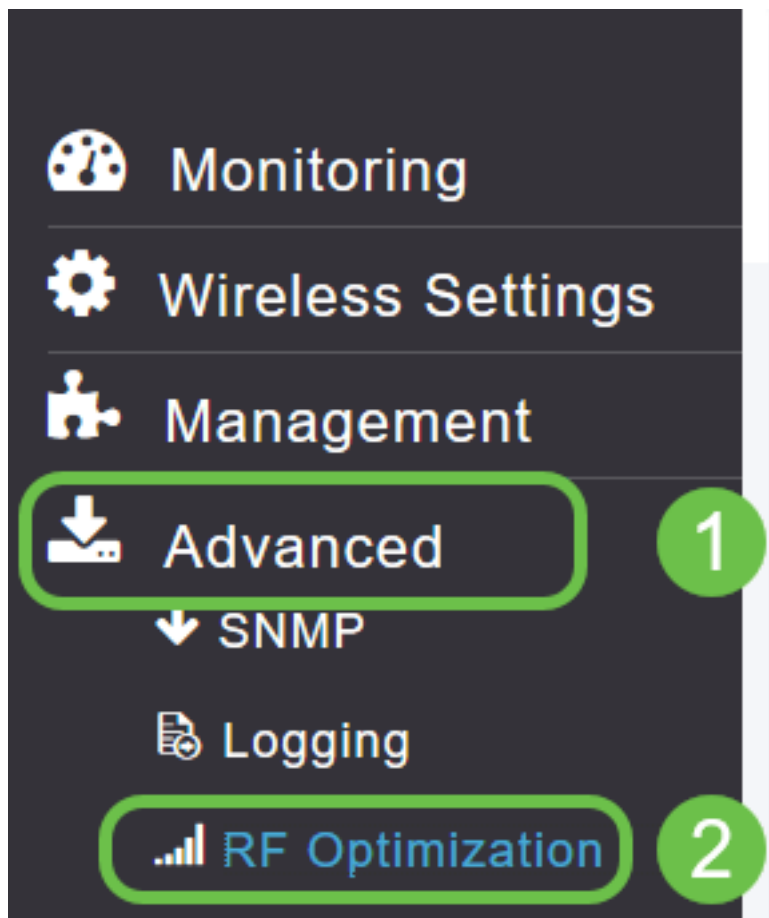 Monitoring
Wireless Settings
Management
Advanced 1
SNMP
Logging
RF Optimization 2